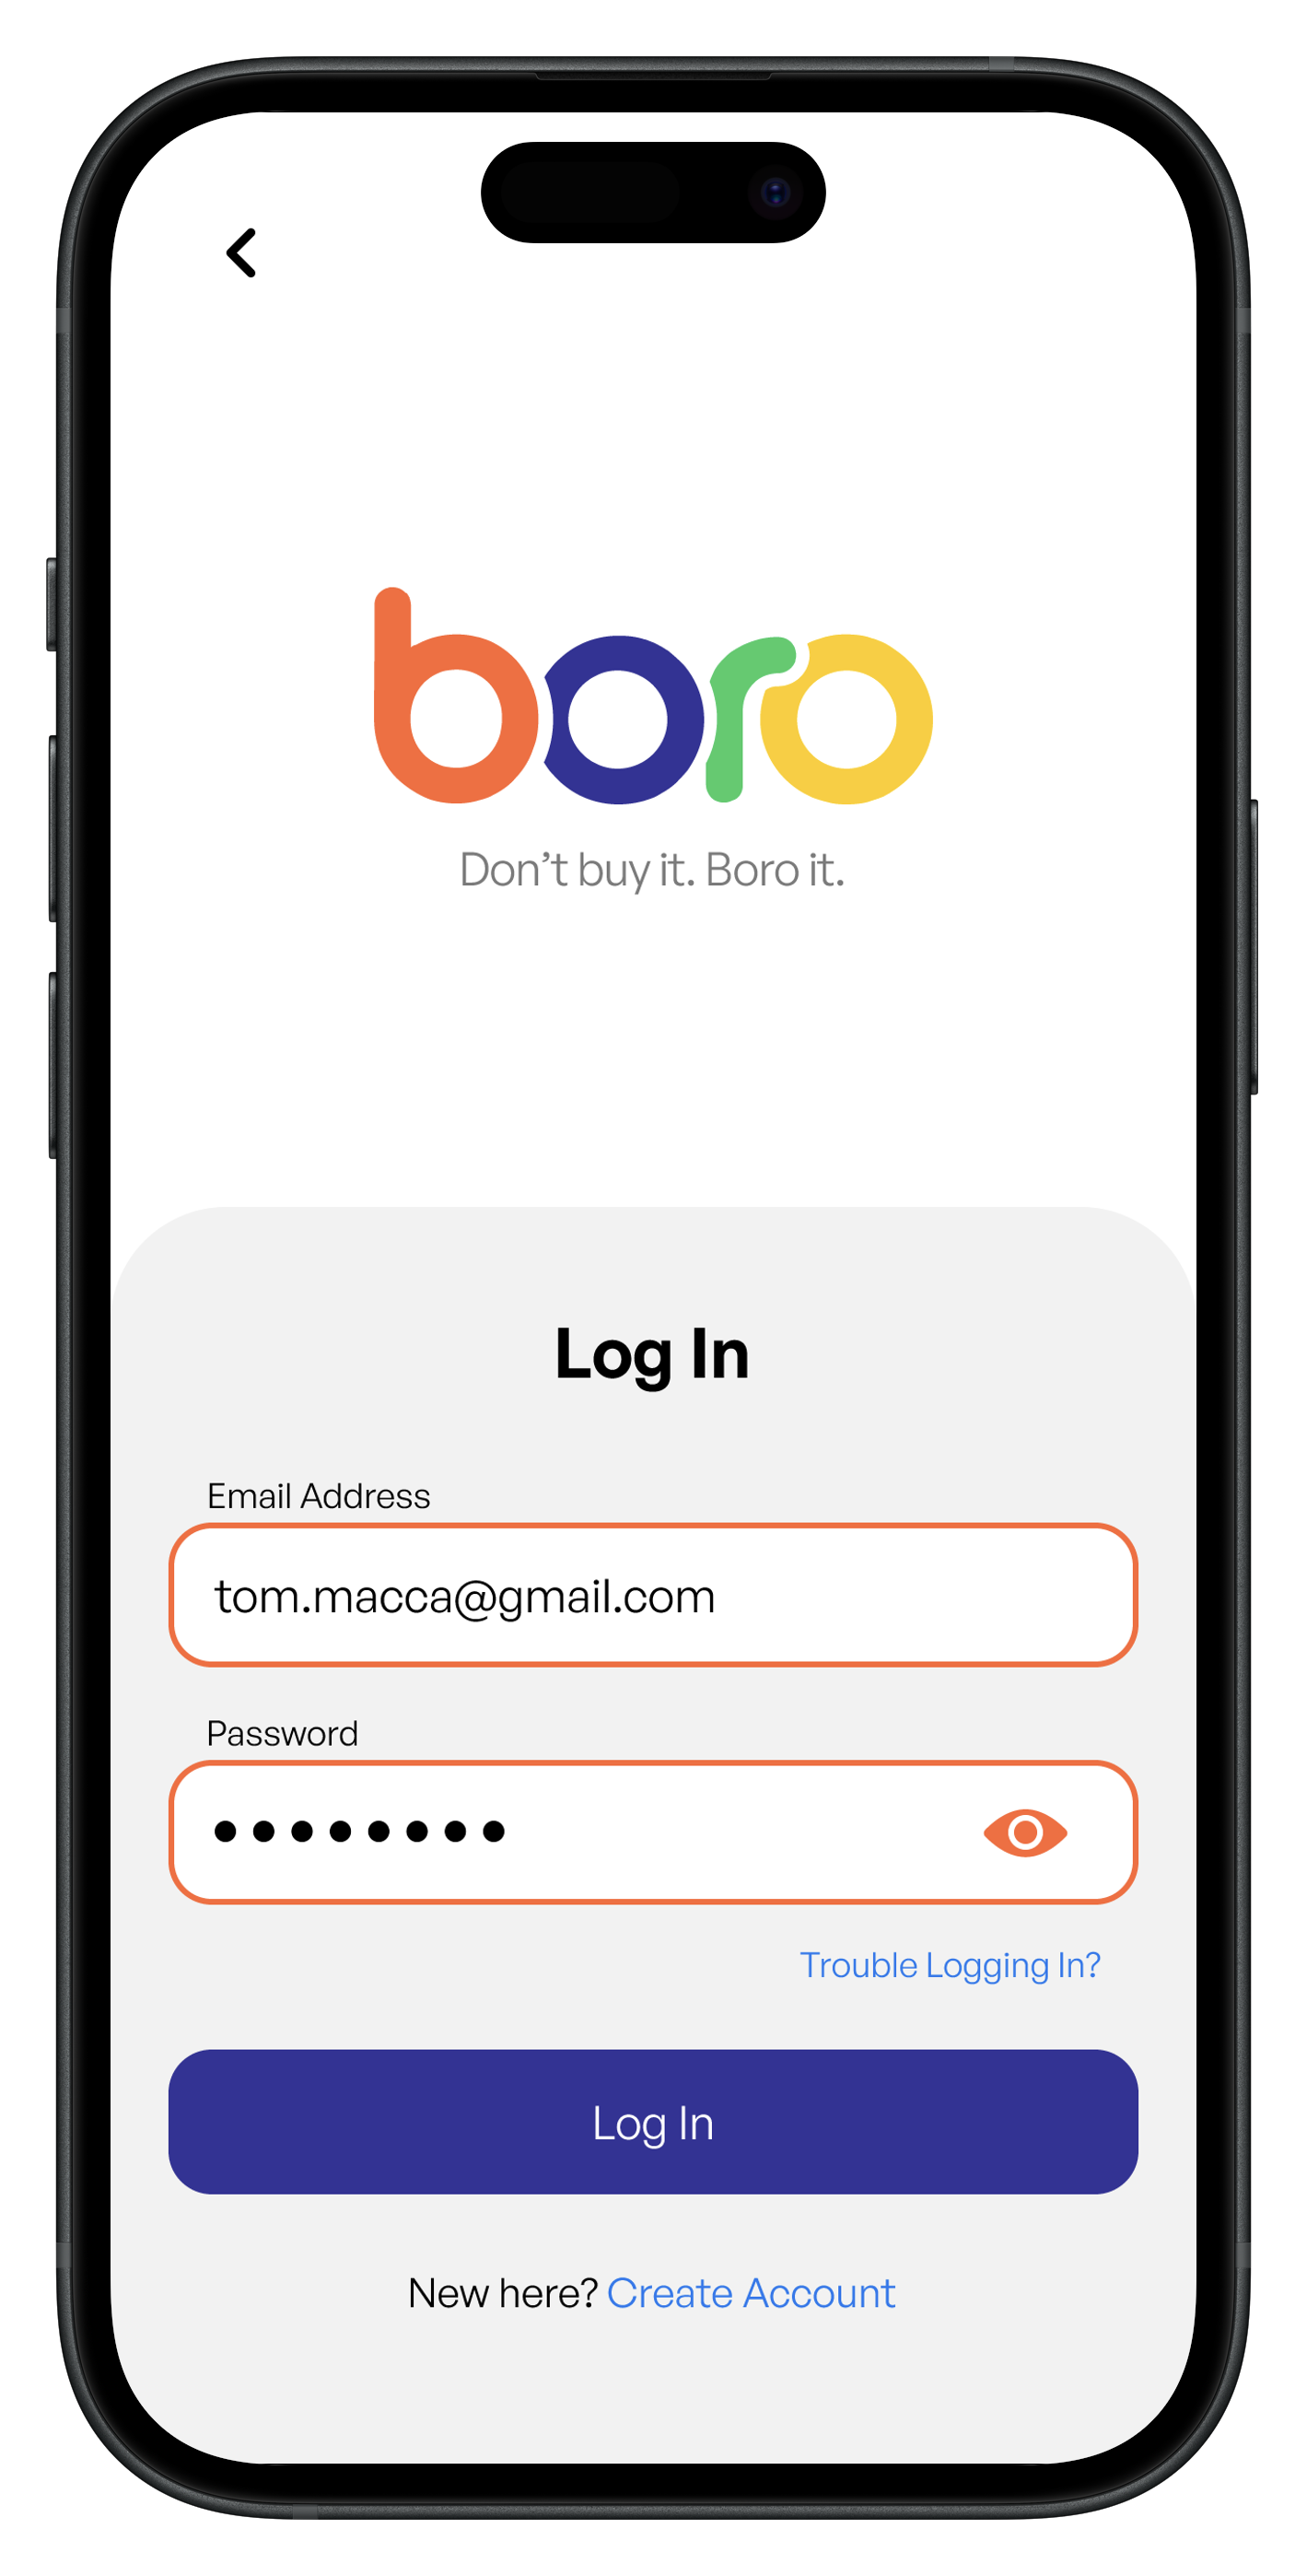 boro
Don’t buy it. Boro it.
Log In
Email Address
tom.macca@gmail.com
Password
••••••••
Trouble Logging In?
Log In
New here? Create Account